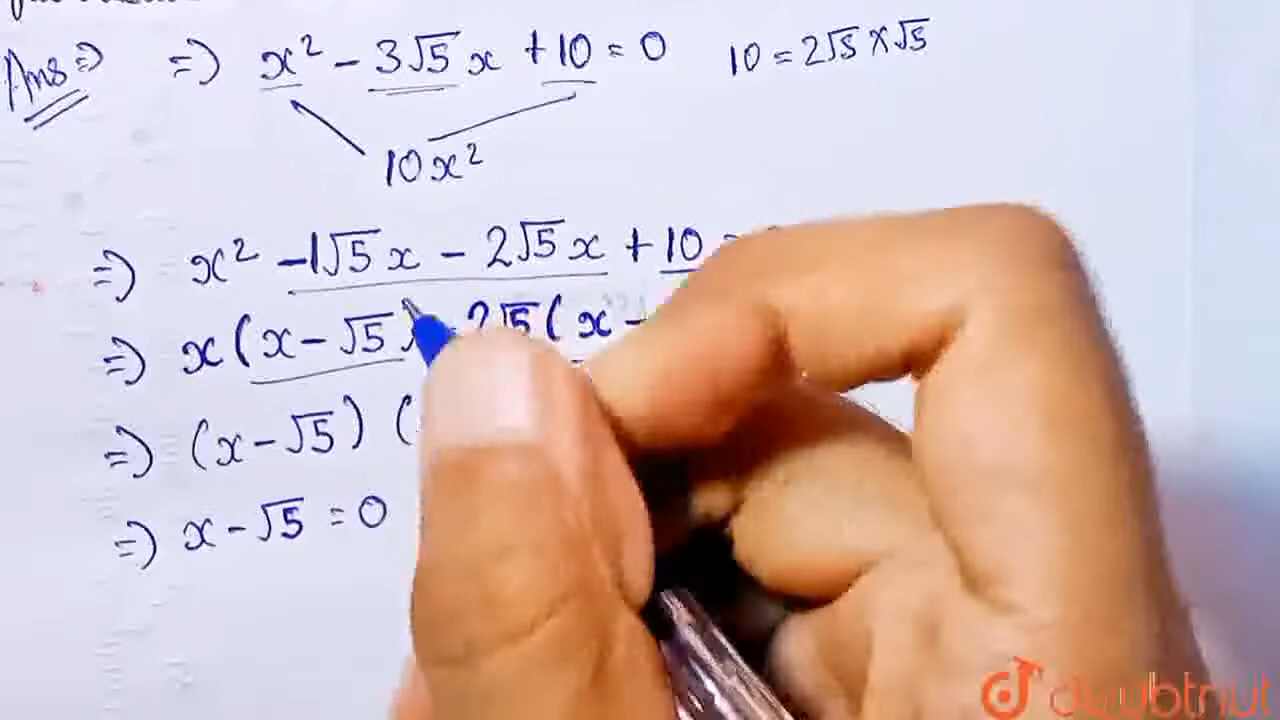 Ans ⇒ ⇒) x² - 3√5 x + 10 = 0 10 = 2√5 × √5
10x²
⇒) x² - 1√5 x - 2√5 x + 10
⇒) x(x - √5) - 2√5(x -
⇒) (x - √5) (
⇒) x - √5 = 0
doubtnut